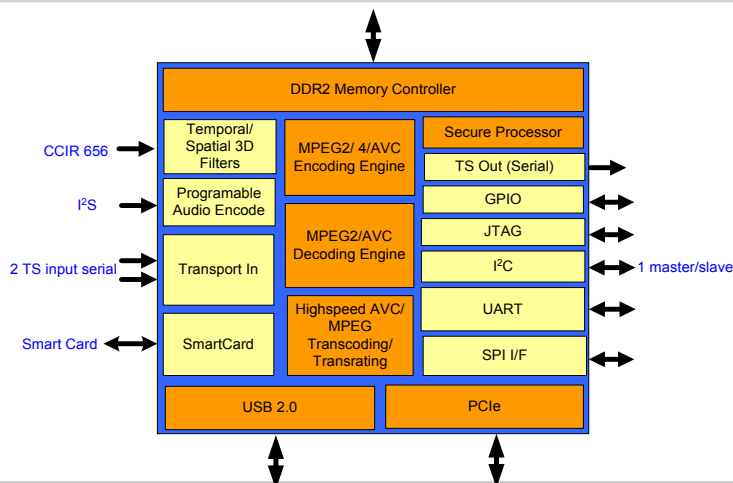 DDR2 Memory Controller
CCIR 656
Temporal/
Spatial 3D
Filters
MPEG2/ 4/AVC
Encoding Engine
Secure Processor
TS Out (Serial)
I²S
Programable
Audio Encode
GPIO
MPEG2/AVC
Decoding Engine
JTAG
2 TS input serial
Transport In
I²C
1 master/slave
Highspeed AVC/
MPEG
Transcoding/
Transrating
UART
Smart Card
SmartCard
SPI I/F
USB 2.0
PCIe